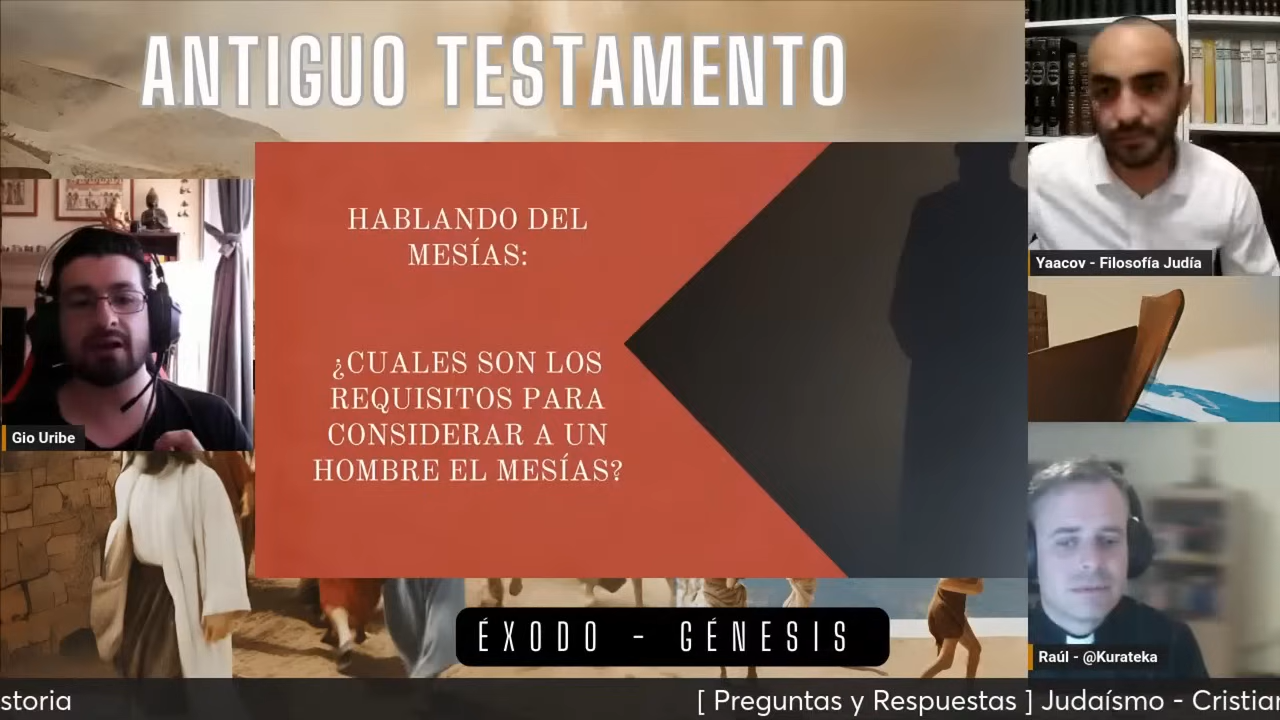 ANTIGUO TESTAMENTO
HABLANDO DEL
MESÍAS:
¿CUALES SON LOS
REQUISITOS PARA
CONSIDERAR A UN
HOMBRE EL MESÍAS?
Yaacov - Filosofía Judía
Gio Uribe
ÉXODO - GÉNESIS
Raúl - @Kurateka
storia
[ Preguntas y Respuestas ] Judaísmo - Cristian